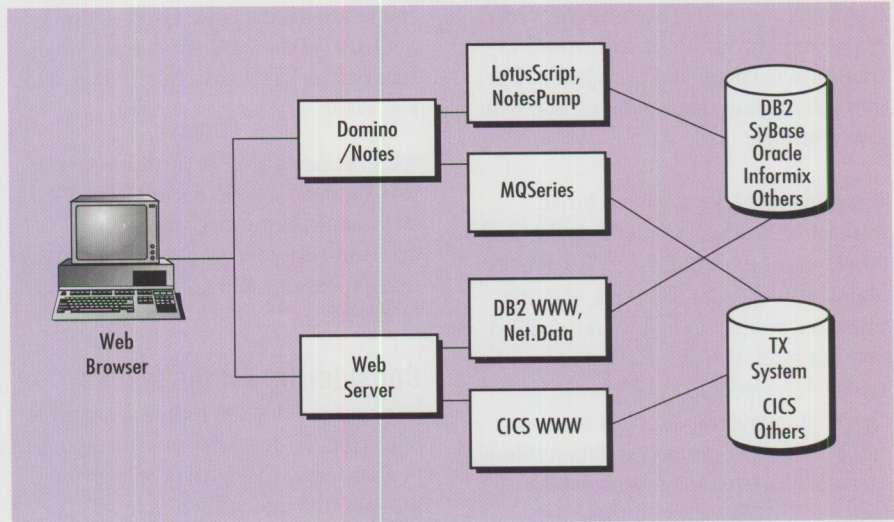 LotusScript,
NotesPump
Domino
/Notes
DB2
SyBase
Oracle
Informix
Others
MQSeries
Web
Browser
DB2 WWW,
Net.Data
Web
Server
CICS WWW
TX
System
CICS
Others